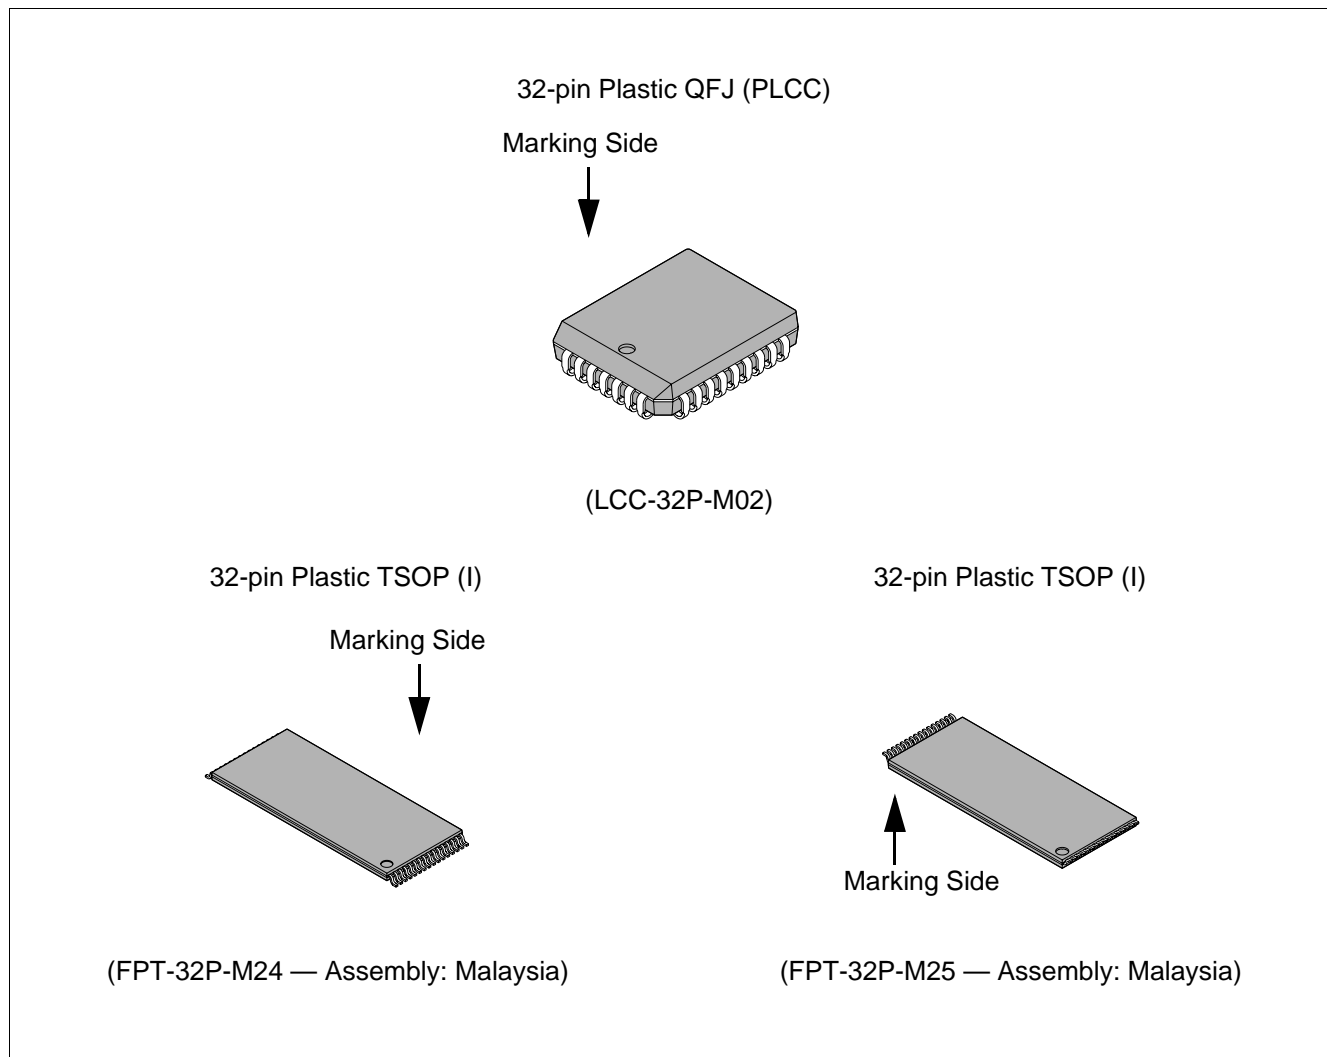 32-pin Plastic QFJ (PLCC)
Marking Side
(LCC-32P-M02)
32-pin Plastic TSOP (I)
Marking Side
(FPT-32P-M24 — Assembly: Malaysia)
32-pin Plastic TSOP (I)
Marking Side
(FPT-32P-M25 — Assembly: Malaysia)